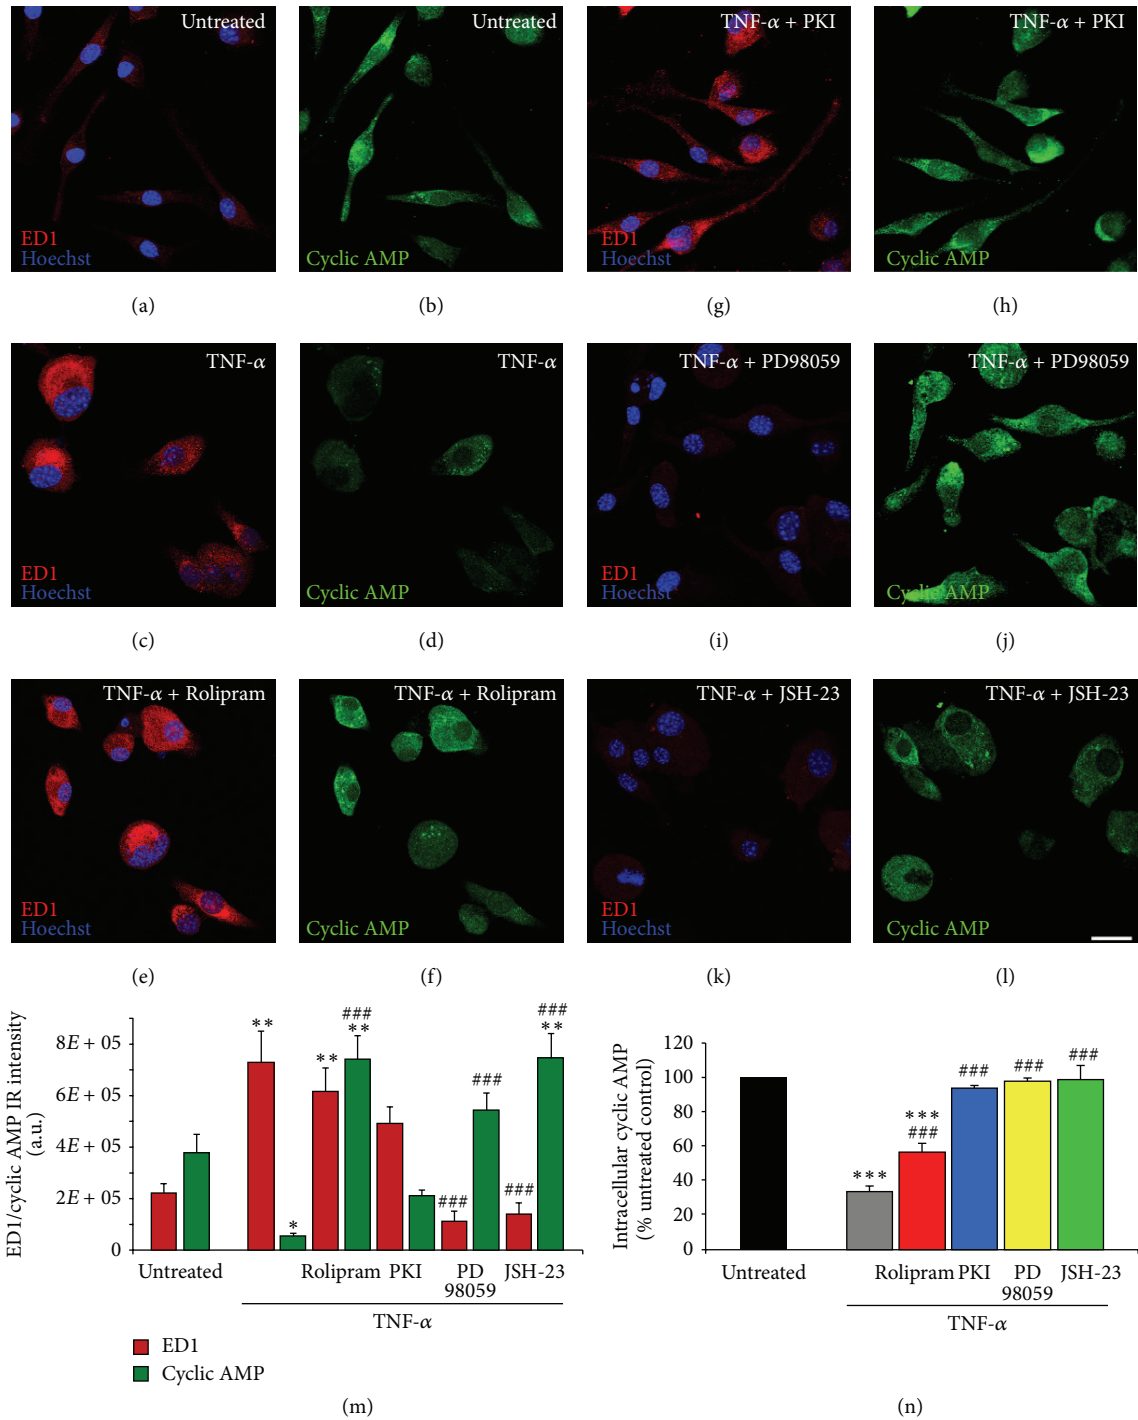 Untreated
Untreated
TNF-α + PKI
TNF-α + PKI
ED1
Hoechst
Cyclic AMP
ED1
Hoechst
Cyclic AMP
(a)
(b)
(g)
(h)
TNF-α
TNF-α
TNF-α + PD98059
TNF-α + PD98059
ED1
Hoechst
Cyclic AMP
ED1
Hoechst
Cyclic AMP
(c)
(d)
(i)
(j)
TNF-α + Rolipram
TNF-α + Rolipram
TNF-α + JSH-23
TNF-α + JSH-23
ED1
Hoechst
Cyclic AMP
ED1
Hoechst
Cyclic AMP
(e)
(f)
(k)
(l)
ED1/cyclic AMP IR intensity
(a.u.)
8E + 05
6E + 05
4E + 05
2E + 05
0
**
*
**
###
**
###
###
###
###
**
Untreated
Rolipram
PKI
PD
98059
JSH-23
TNF-α
ED1
Cyclic AMP
(m)
Intracellular cyclic AMP
(% untreated control)
120
100
80
60
40
20
0
***
***
###
###
###
###
Untreated
Rolipram
PKI
PD
98059
JSH-23
TNF-α
(n)